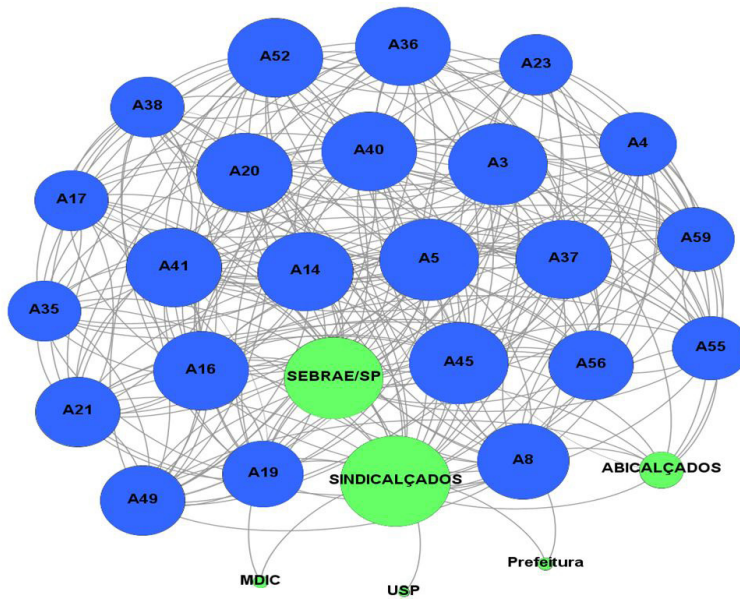 A36
A52
A23
A38
A4
A40
A3
A20
A17
A59
A5
A37
A41
A14
A35
A55
A45
A56
A16
SEBRAE/SP
A21
A8
ABICALÇADOS
A19
SINDICALÇADOS
A49
Prefeitura
MDIC
USP